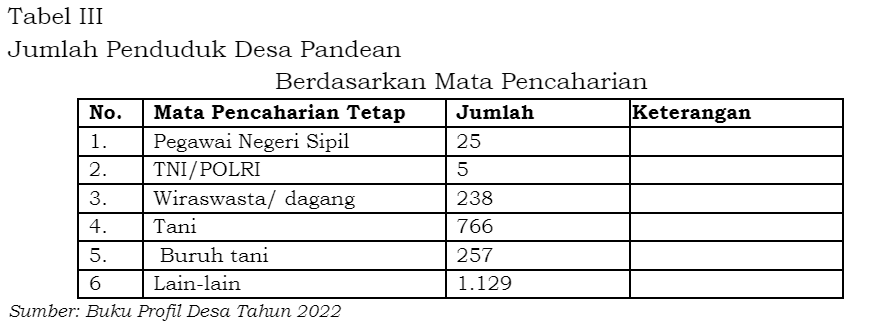 Tabel III
Jumlah Penduduk Desa Pandean
Berdasarkan Mata Pencaharian
No. Mata Pencaharian Tetap Jumlah Keterangan
1. Pegawai Negeri Sipil 25
2. TNI/POLRI 5
3. Wiraswasta/ dagang 238
4. Tani 766
5. Buruh tani 257
6 Lain-lain 1.129
Sumber: Buku Profil Desa Tahun 2022